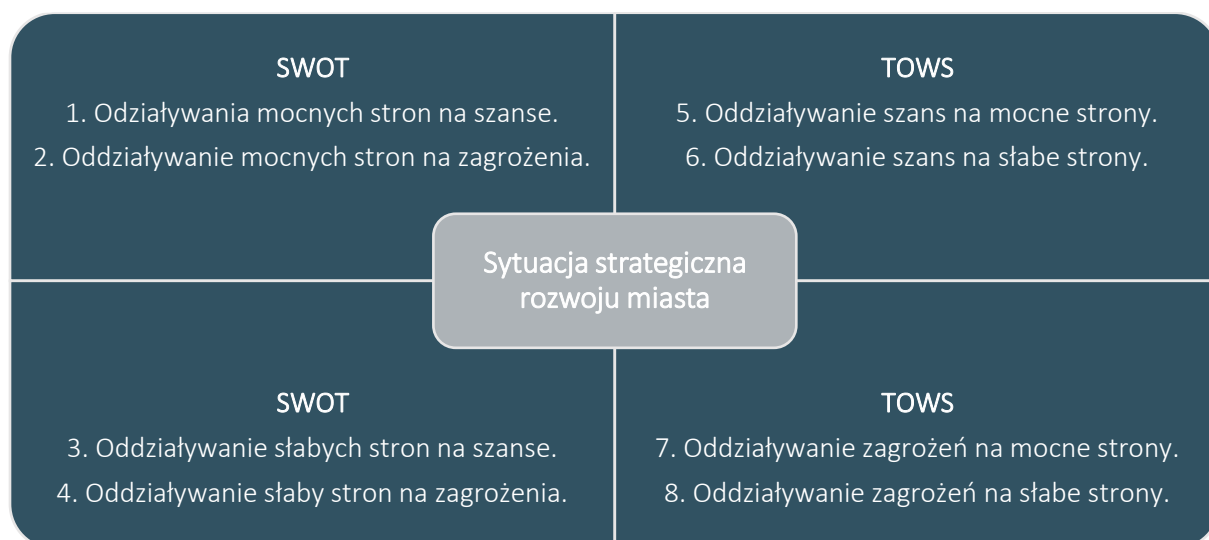 SWOT
1. Odziaływania mocnych stron na szanse.
2. Oddziaływanie mocnych stron na zagrożenia.
TOWS
5. Oddziaływanie szans na mocne strony.
6. Oddziaływanie szans na słabe strony.
Sytuacja strategiczna
rozwoju miasta
SWOT
3. Oddziaływanie słabych stron na szanse.
4. Oddziaływanie słaby stron na zagrożenia.
TOWS
7. Oddziaływanie zagrożeń na mocne strony.
8. Oddziaływanie zagrożeń na słabe strony.